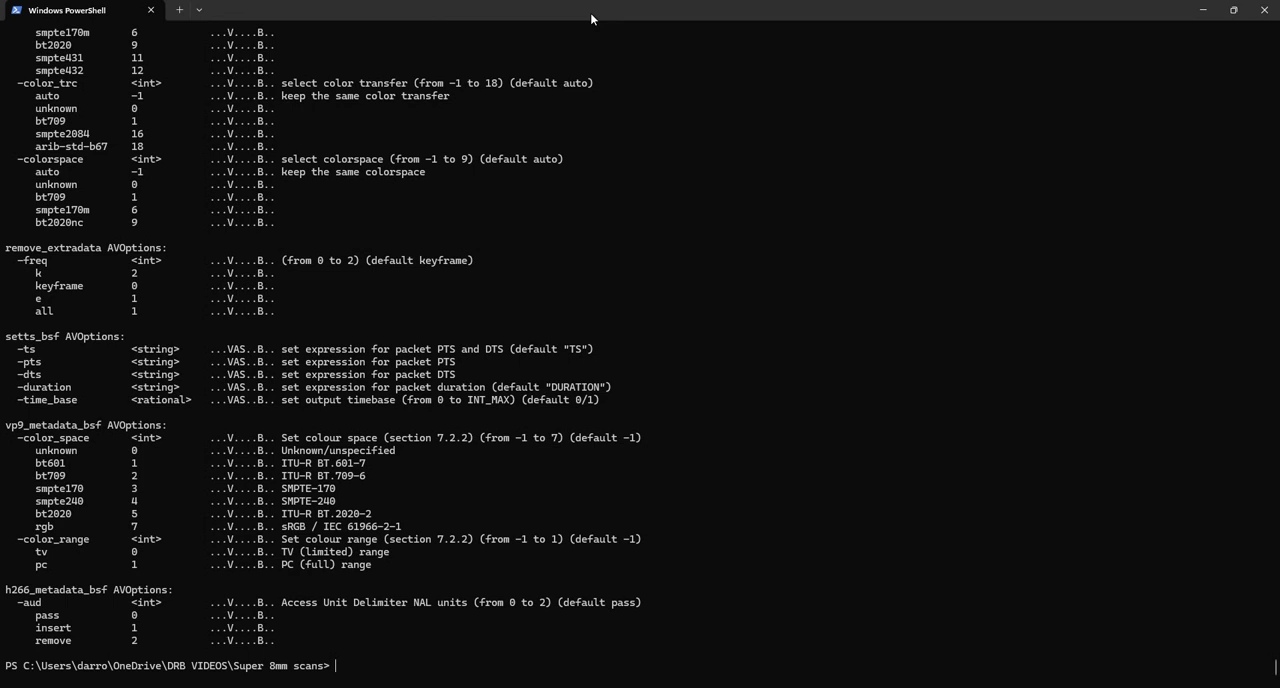 Windows PowerShell
smpte170m 6 ...V....B..
bt2020 9 ...V....B..
smpte431 11 ...V....B..
smpte432 12 ...V....B..
-color_trc <int> ...V....B.. select color transfer (from -1 to 18) (default auto)
auto -1 ...V....B.. keep the same color transfer
unknown 0 ...V....B..
bt709 1 ...V....B..
smpte2084 16 ...V....B..
arib-std-b67 18 ...V....B..
-colorspace <int> ...V....B.. select colorspace (from -1 to 9) (default auto)
auto -1 ...V....B.. keep the same colorspace
unknown 0 ...V....B..
bt709 1 ...V....B..
smpte170m 6 ...V....B..
bt2020nc 9 ...V....B..
remove_extradata AVOptions:
-freq <int> ...V....B.. (from 0 to 2) (default keyframe)
k 2 ...V....B..
keyframe 0 ...V....B..
e 1 ...V....B..
all 1 ...V....B..
setts_bsf AVOptions:
-ts <string> ...VAS..B.. set expression for packet PTS and DTS (default "TS")
-pts <string> ...VAS..B.. set expression for packet PTS
-dts <string> ...VAS..B.. set expression for packet DTS
-duration <string> ...VAS..B.. set expression for packet duration (default "DURATION")
-time_base <rational> ...VAS..B.. set output timebase (from 0 to INT_MAX) (default 0/1)
vp9_metadata_bsf AVOptions:
-color_space <int> ...V....B.. Set colour space (section 7.2.2) (from -1 to 7) (default -1)
unknown 0 ...V....B.. Unknown/unspecified
bt601 1 ...V....B.. ITU-R BT.601-7
bt709 2 ...V....B.. ITU-R BT.709-6
smpte170 3 ...V....B.. SMPTE-170
smpte240 4 ...V....B.. SMPTE-240
bt2020 5 ...V....B.. ITU-R BT.2020-2
rgb 7 ...V....B.. sRGB / IEC 61966-2-1
-color_range <int> ...V....B.. Set colour range (section 7.2.2) (from -1 to 1) (default -1)
tv 0 ...V....B.. TV (limited) range
pc 1 ...V....B.. PC (full) range
h266_metadata_bsf AVOptions:
-aud <int> ...V....B.. Access Unit Delimiter NAL units (from 0 to 2) (default pass)
pass 0 ...V....B..
insert 1 ...V....B..
remove 2 ...V....B..
PS C:\Users\darro\OneDrive\DRB VIDEOS\Super 8mm scans>